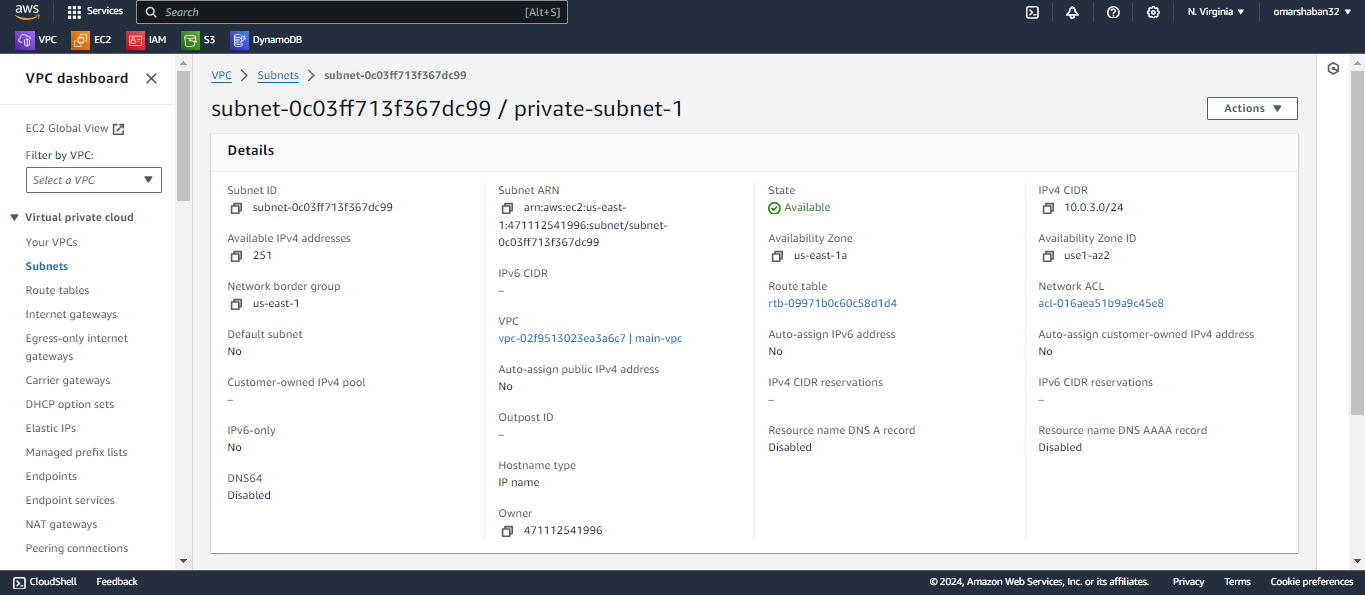 aws
Services
Search
[Alt+S]
N. Virginia
omarshaban32
VPC
EC2
IAM
S3
DynamoDB
VPC dashboard
EC2 Global View
Filter by VPC:
Select a VPC
Virtual private cloud
Your VPCs
Subnets
Route tables
Internet gateways
Egress-only internet
gateways
Carrier gateways
DHCP option sets
Elastic IPs
Managed prefix lists
Endpoints
Endpoint services
NAT gateways
Peering connections
VPC
Subnets
subnet-0c03ff713f367dc99
subnet-0c03ff713f367dc99 / private-subnet-1
Actions
Details
Subnet ID
subnet-0c03ff713f367dc99
Available IPv4 addresses
251
Network border group
us-east-1
Default subnet
No
Customer-owned IPv4 pool
–
IPv6-only
No
DNS64
Disabled
Subnet ARN
arn:aws:ec2:us-east-
1:471112541996:subnet/subnet-
0c03ff713f367dc99
IPv6 CIDR
–
VPC
vpc-02f9513023ea3a6c7 | main-vpc
Auto-assign public IPv4 address
No
Outpost ID
–
Hostname type
IP name
Owner
471112541996
State
Available
Availability Zone
us-east-1a
Route table
rtb-09971b0c60c58d1d4
Auto-assign IPv6 address
No
IPv4 CIDR reservations
–
Resource name DNS A record
Disabled
IPv4 CIDR
10.0.3.0/24
Availability Zone ID
use1-az2
Network ACL
acl-016aea51b9a9c45e8
Auto-assign customer-owned IPv4 address
No
IPv6 CIDR reservations
–
Resource name DNS AAAA record
Disabled
CloudShell
Feedback
© 2024, Amazon Web Services, Inc. or its affiliates.
Privacy
Terms
Cookie preferences